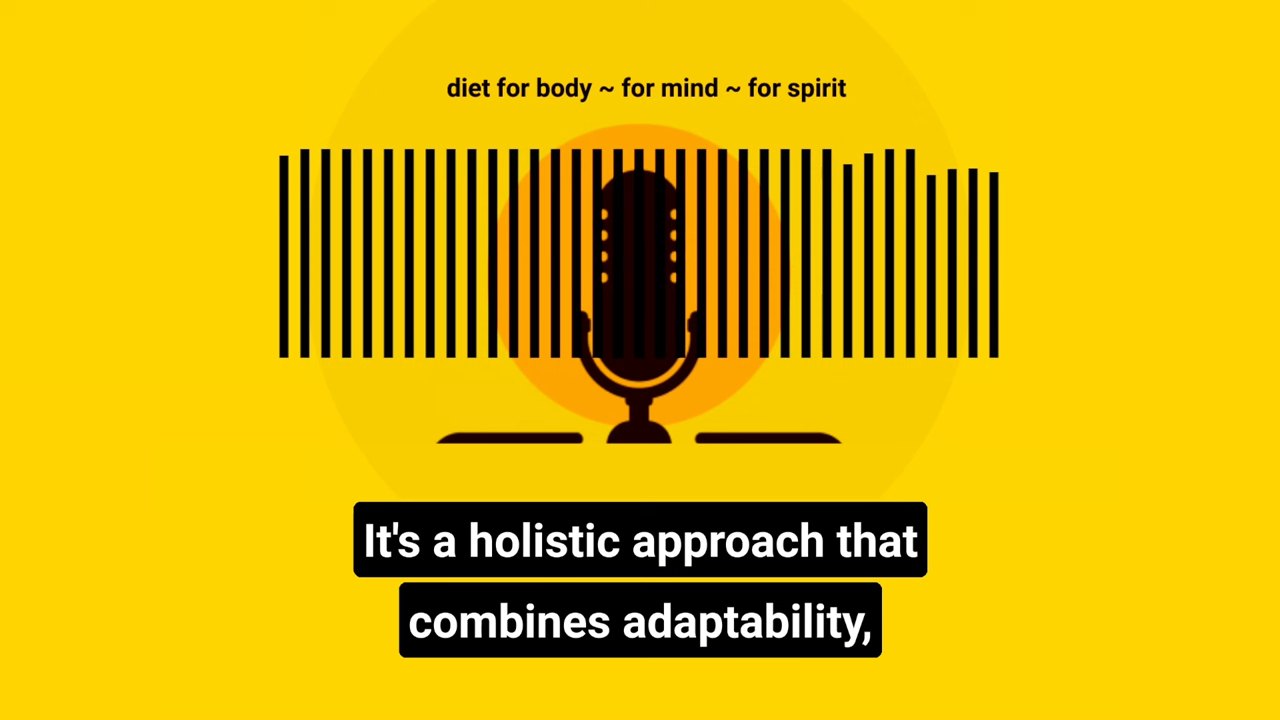 diet for body ~ for mind ~ for spirit
It's a holistic approach that
combines adaptability,